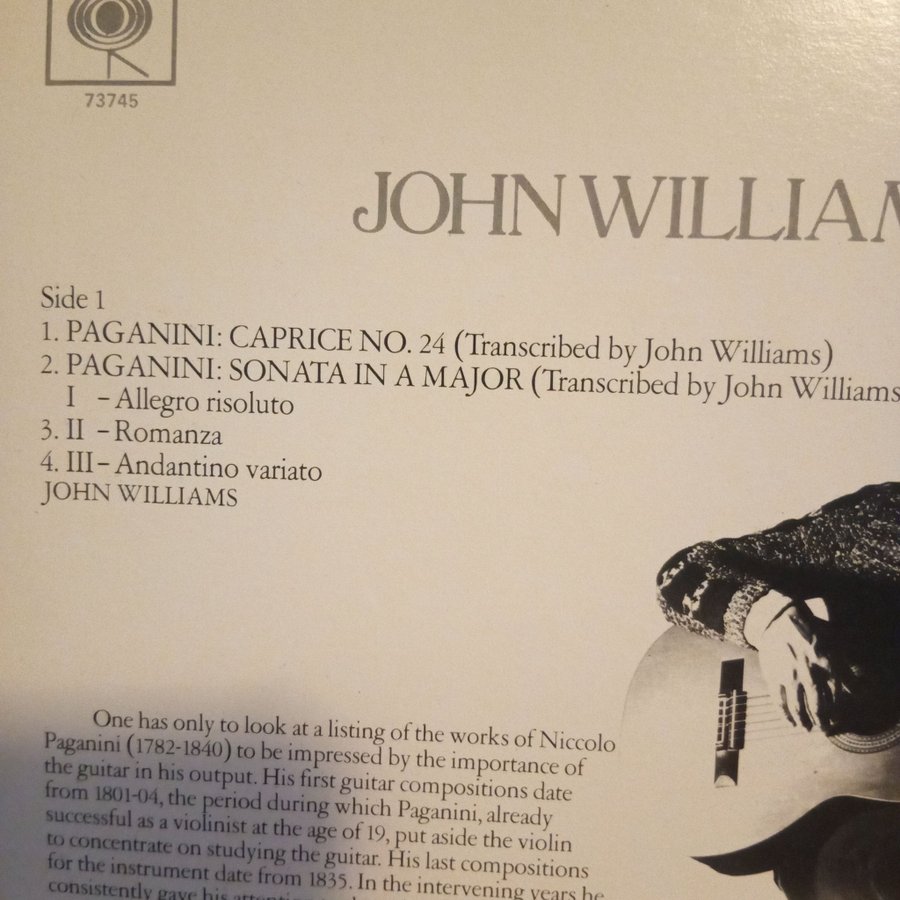 73745
JOHN WILLIAM
Side 1
1. PAGANINI: CAPRICE NO. 24 (Transcribed by John Williams)
2. PAGANINI: SONATA IN A MAJOR (Transcribed by John Williams
I – Allegro risoluto
3. II – Romanza
4. III – Andantino variato
JOHN WILLIAMS
One has only to look at a listing of the works of Niccolo
Paganini (1782-1840) to be impressed by the importance of
the guitar in his output. His first guitar compositions date
from 1801-04, the period during which Paganini, already
successful as a violinist at the age of 19, put aside the violin
to concentrate on studying the guitar. His last compositions
for the instrument date from 1835. In the intervening years he
consistently gave his